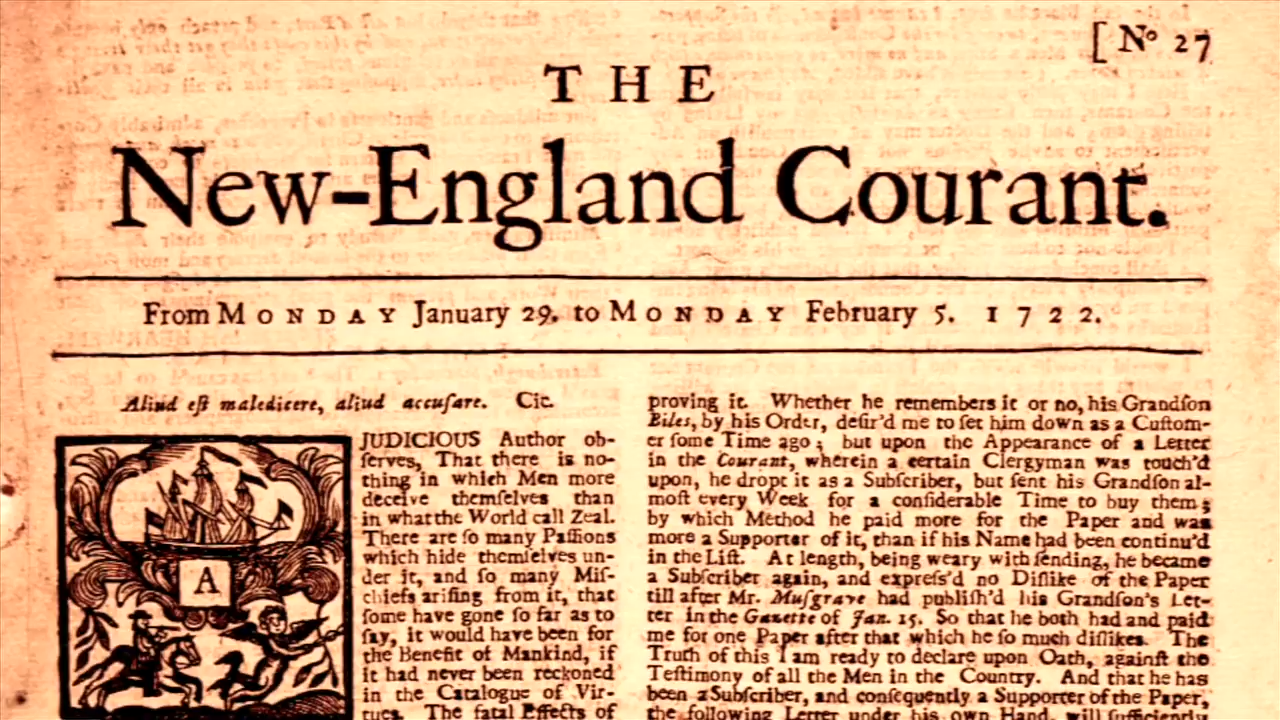 [ Nº 27
THE
New-England Courant.
From MONDAY January 29. to MONDAY February 5. 1722.
Aliud eſt maledicere, aliud accuſare. Cic.
A
JUDICIOUS Author ob-
ſerves, That there is no-
thing in which Men more
deceive themſelves than
in what the World call Zeal.
There are ſo many Paſſions
which hide themſelves un-
der it, and ſo many Miſ-
chiefs ariſing from it, that
ſome have gone ſo far as to
ſay, it would have been for
the Benefit of Mankind, if
it had never been reckoned
in the Catalogue of Vir-
tues. The fatal Effects of
proving it. Whether he remembers it or no, his Grandſon
Biles, by his Order, deſir'd me to ſet him down as a Cuſtom-
er ſome Time ago; but upon the Appearance of a Letter
in the Courant, wherein a certain Clergyman was touch'd
upon, he dropt it as a Subſcriber, but ſent his Grandſon al-
moſt every Week for a conſiderable Time to buy them;
by which Method he paid more for the Paper and was
more a Supporter of it, than if his Name had been continu'd
in the Liſt. At length, being weary with ſending, he became
a Subſcriber again, and expreſs'd no Diſlike of the Paper
till after Mr. Muſgrave had publiſh'd his Grandſon's Let-
ter in the Gazette of Jan. 15. So that he both had and paid
me for one Paper after that which he ſo much diſlikes. The
Truth of this I am ready to declare upon Oath, againſt the
Teſtimony of all the Men in the Country. And that he has
been a Subſcriber, and conſequently a Supporter of the Paper,
the following Letter under his own Hand, will ſufficien